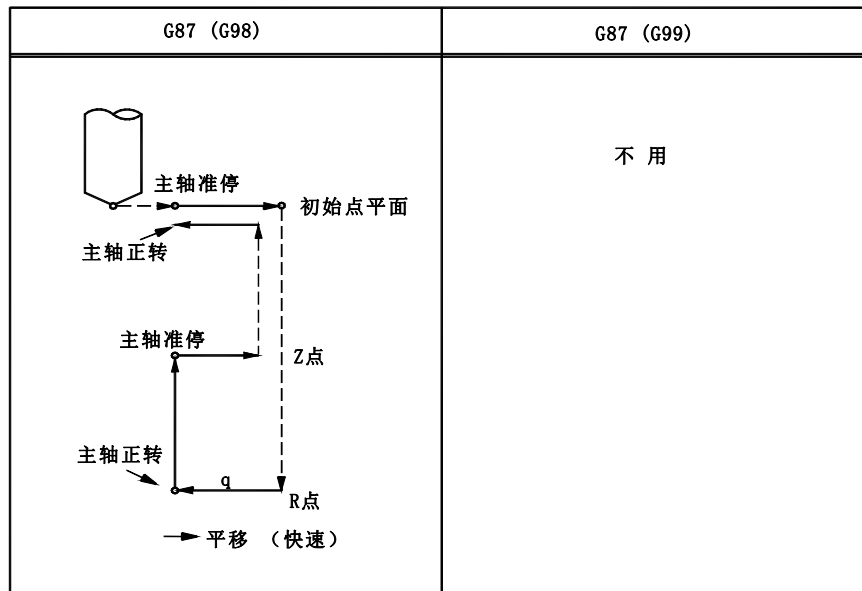 G87 (G98)
G87 (G99)
不 用
主轴准停
初始点平面
主轴正转
主轴准停
Z点
主轴正转
q
R点
平移 （快速）